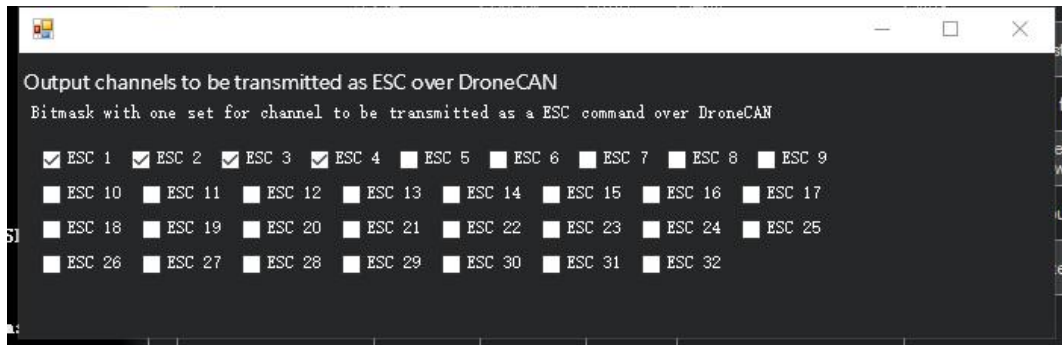 Output channels to be transmitted as ESC over DroneCAN
Bitmask with one set for channel to be transmitted as a ESC command over DroneCAN
ESC 1 ESC 2 ESC 3 ESC 4 ESC 5 ESC 6 ESC 7 ESC 8 ESC 9
ESC 10 ESC 11 ESC 12 ESC 13 ESC 14 ESC 15 ESC 16 ESC 17
ESC 18 ESC 19 ESC 20 ESC 21 ESC 22 ESC 23 ESC 24 ESC 25
ESC 26 ESC 27 ESC 28 ESC 29 ESC 30 ESC 31 ESC 32